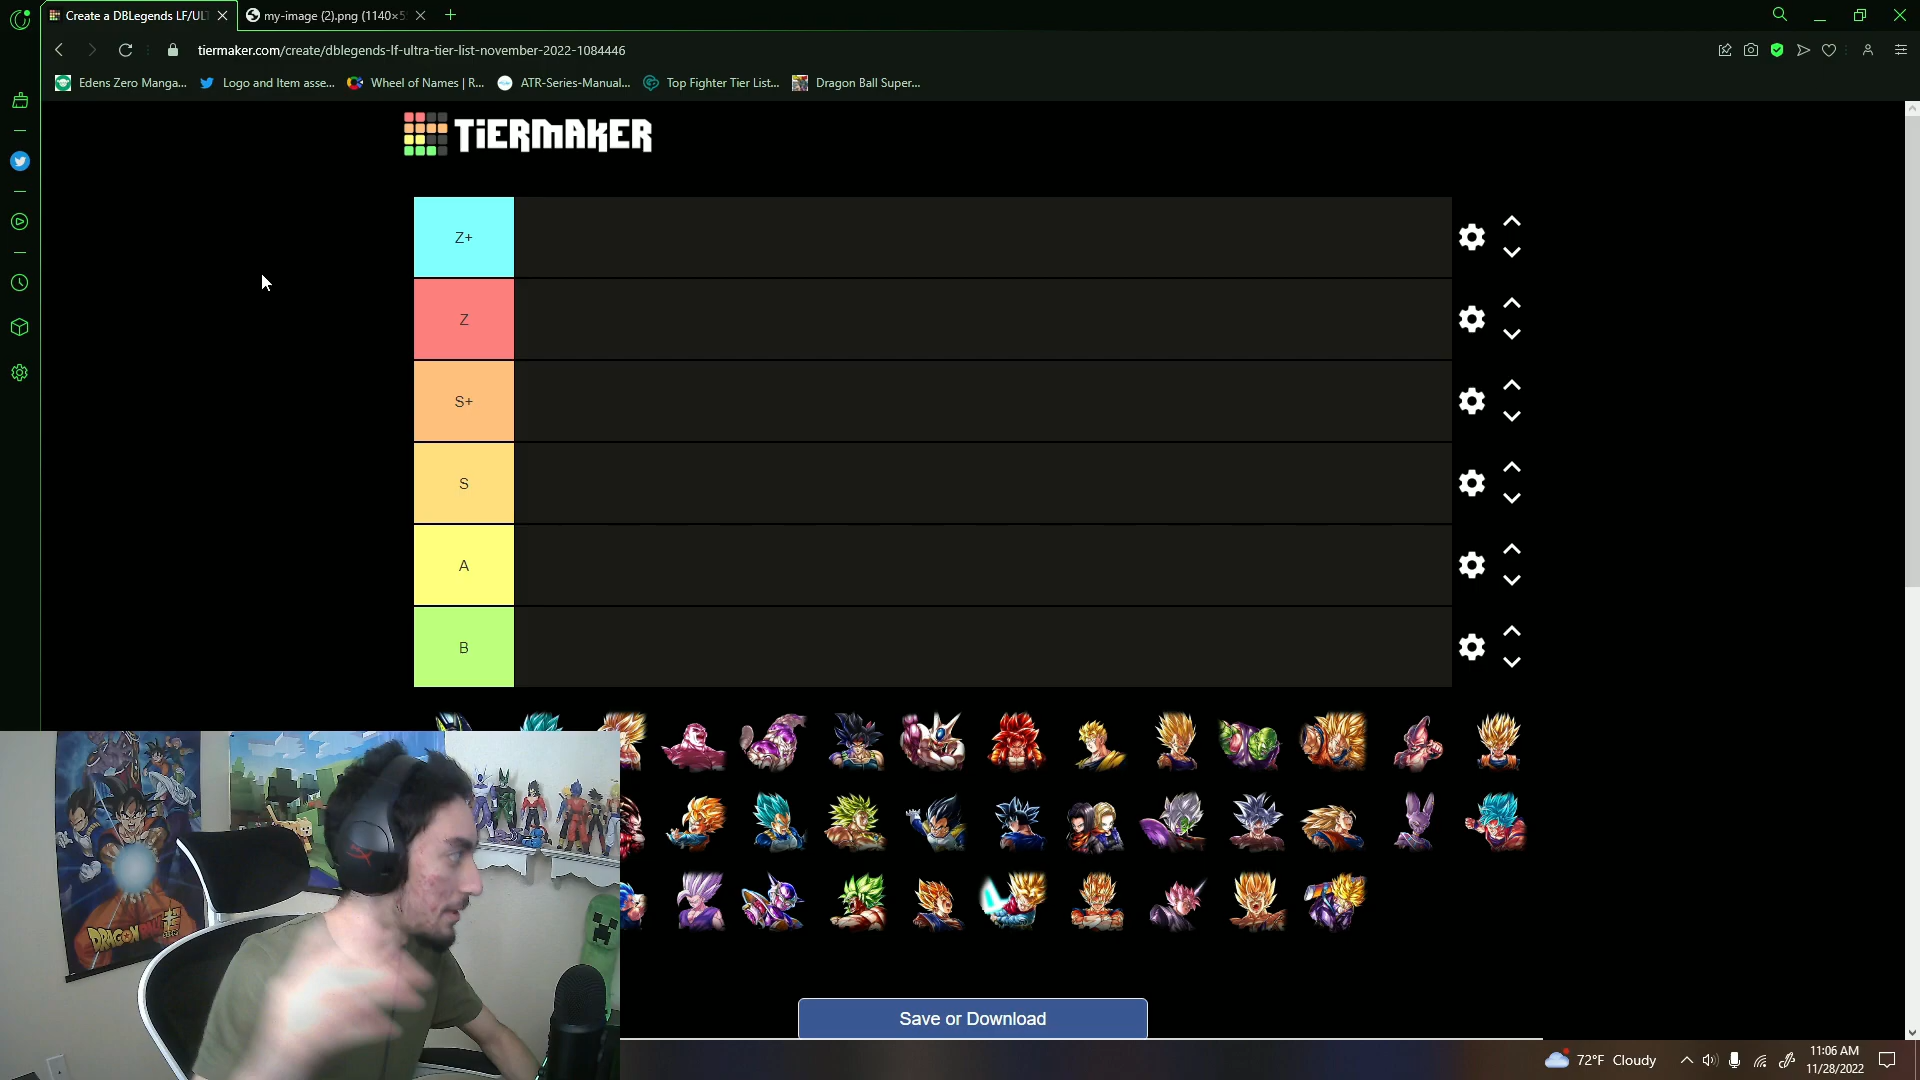 Create a DBLegends LF/UL
my-image (2).png (1140×5
tiermaker.com/create/dblegends-lf-ultra-tier-list-november-2022-1084446
Edens Zero Manga...
Logo and Item asse...
Wheel of Names | R...
ATR-Series-Manual...
Top Fighter Tier List...
Dragon Ball Super...
TiERMAKER
Z+
Z
S+
S
A
B
DRAGONBALL
超
Save or Download
72°F Cloudy
11:06 AM
11/28/2022